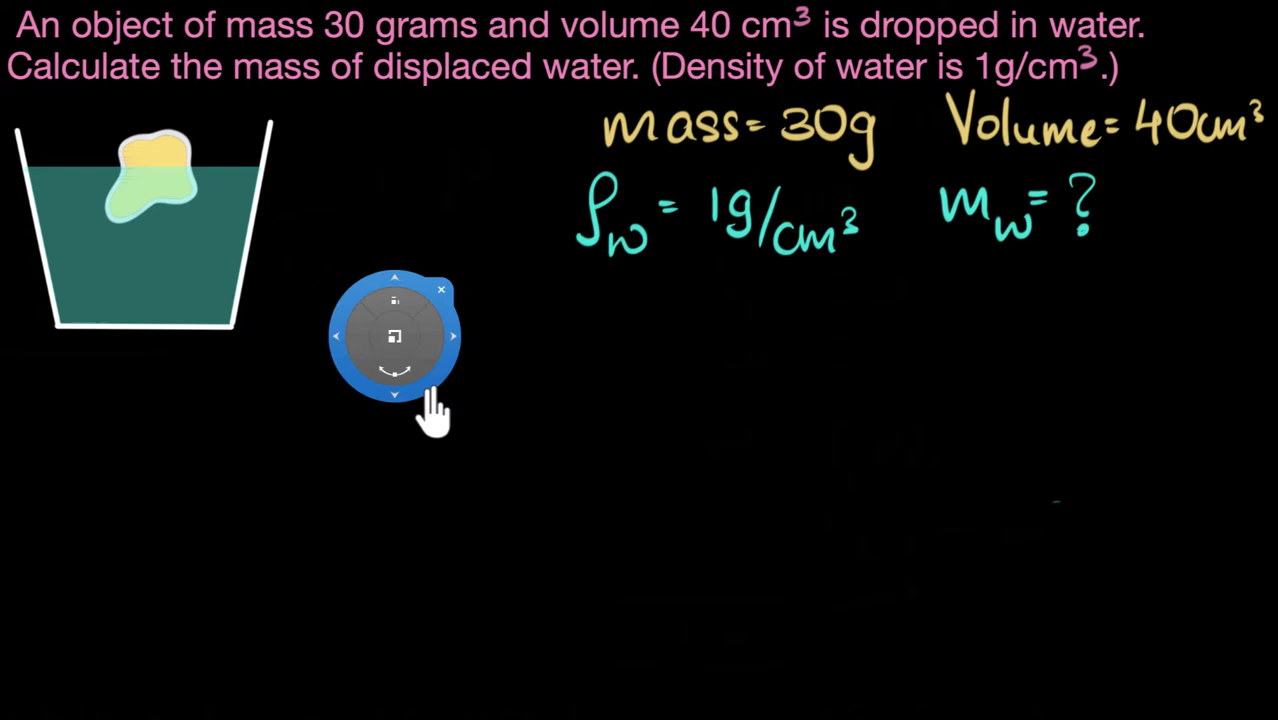 An object of mass 30 grams and volume 40 cm³ is dropped in water.
Calculate the mass of displaced water. (Density of water is 1g/cm³.)
mass= 30g Volume= 40cm³
ρw = 1g/cm³ mw= ?